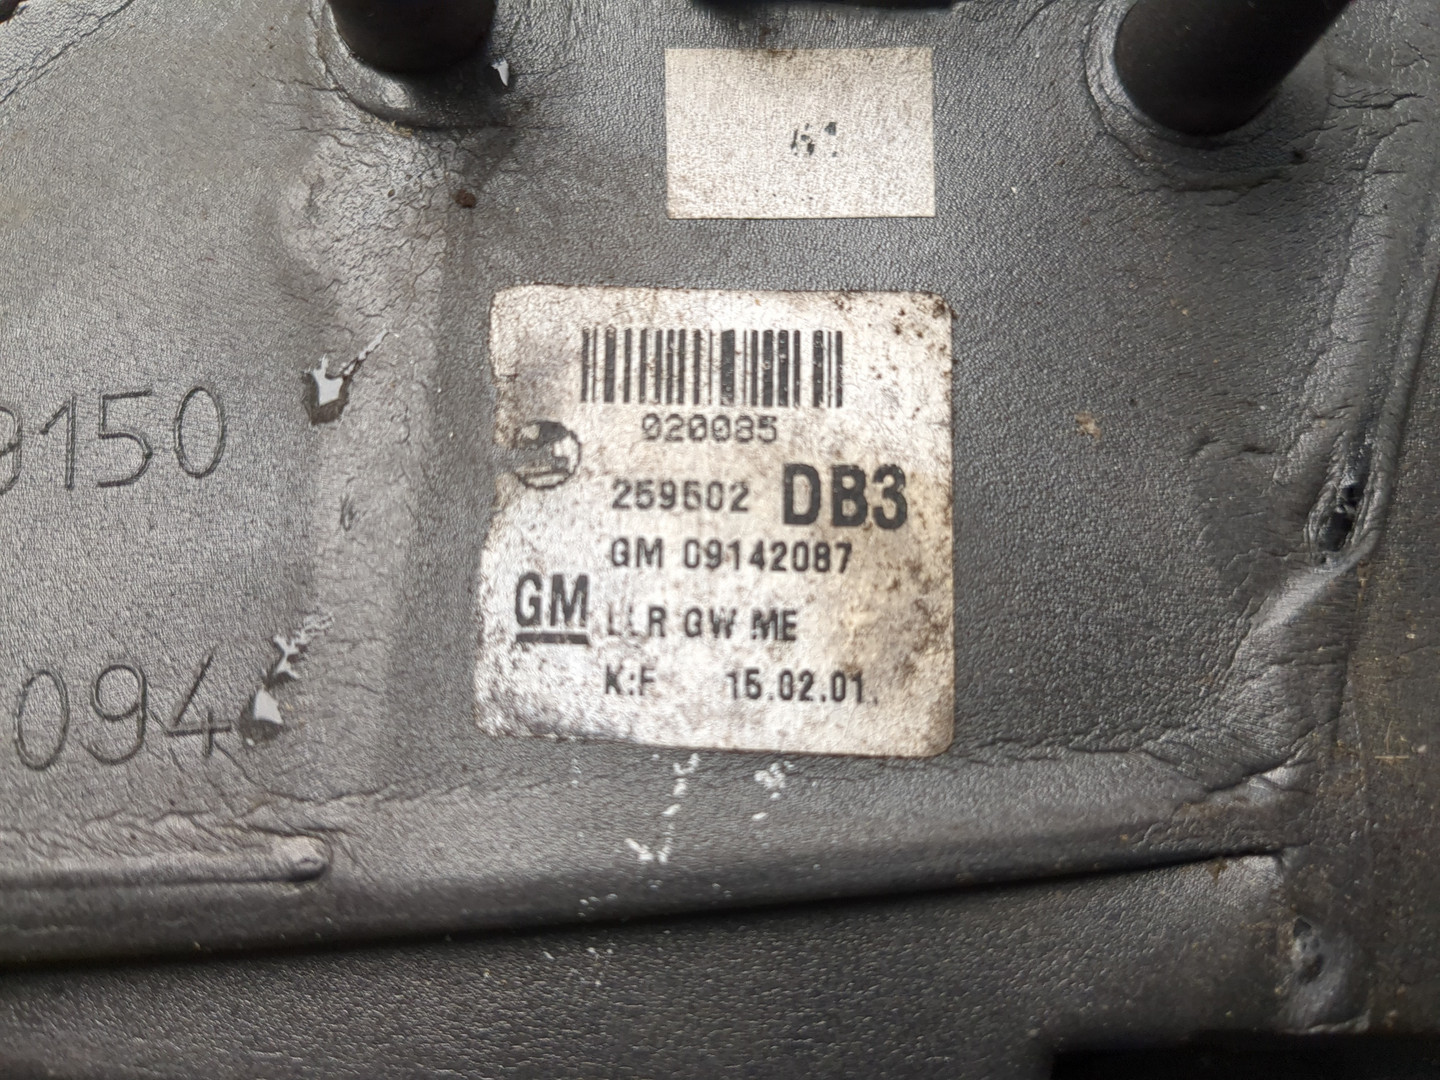 020085
259502 DB3
GM 09142087
GM LLR GW ME
K:F 15.02.01.
9150
094